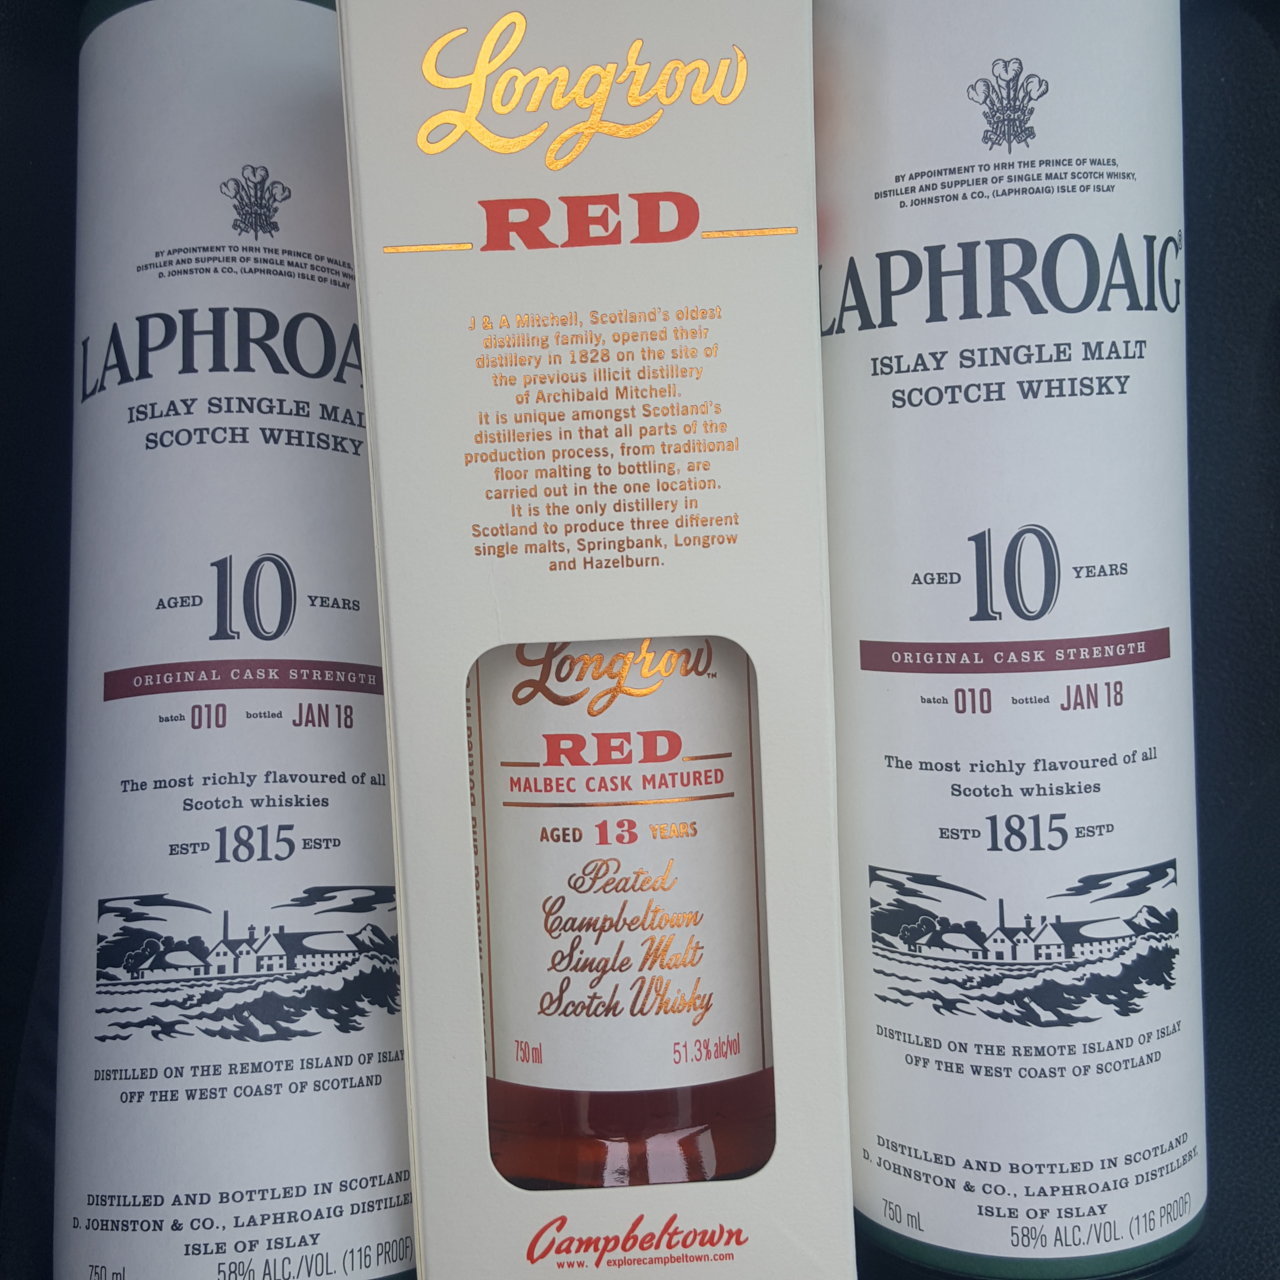 BY APPOINTMENT TO HRH THE PRINCE OF WALES,
DISTILLER AND SUPPLIER OF SINGLE MALT SCOTCH WHI
D. JOHNSTON & CO., (LAPHROAIG) ISLE OF ISLAY
LAPHROA
ISLAY SINGLE MAL
SCOTCH WHISKY
AGED 10 YEARS
ORIGINAL CASK STRENGTH
batch 010 bottled JAN 18
The most richly flavoured of all
Scotch whiskies
ESTD 1815 ESTD
DISTILLED ON THE REMOTE ISLAND OF ISLAY
OFF THE WEST COAST OF SCOTLAND
DISTILLED AND BOTTLED IN SCOTLAND
D. JOHNSTON & CO., LAPHROAIG DISTILLE
ISLE OF ISLAY
750 mL 58% ALC./VOL. (116 PROOF)
Longrow
RED
J & A Mitchell, Scotland's oldest
distilling family, opened their
distillery in 1828 on the site of
the previous illicit distillery
of Archibald Mitchell.
It is unique amongst Scotland's
distilleries in that all parts of the
production process, from traditional
floor malting to bottling, are
carried out in the one location.
It is the only distillery in
Scotland to produce three different
single malts, Springbank, Longrow
and Hazelburn.
Longrow™
RED
MALBEC CASK MATURED
AGED 13 YEARS
Peated
Campbeltown
Single Malt
Scotch Whisky
750 ml 51.3% alc/vol
Campbeltown
www. explorecampbeltown.com
BY APPOINTMENT TO HRH THE PRINCE OF WALES,
DISTILLER AND SUPPLIER OF SINGLE MALT SCOTCH WHISKY,
D. JOHNSTON & CO., (LAPHROAIG) ISLE OF ISLAY
LAPHROAIG®
ISLAY SINGLE MALT
SCOTCH WHISKY
AGED 10 YEARS
ORIGINAL CASK STRENGTH
batch 010 bottled JAN 18
The most richly flavoured of all
Scotch whiskies
ESTD 1815 ESTD
DISTILLED ON THE REMOTE ISLAND OF ISLAY
OFF THE WEST COAST OF SCOTLAND
DISTILLED AND BOTTLED IN SCOTLAND
D. JOHNSTON & CO., LAPHROAIG DISTILLERY,
ISLE OF ISLAY
750 mL 58% ALC./VOL. (116 PROOF)